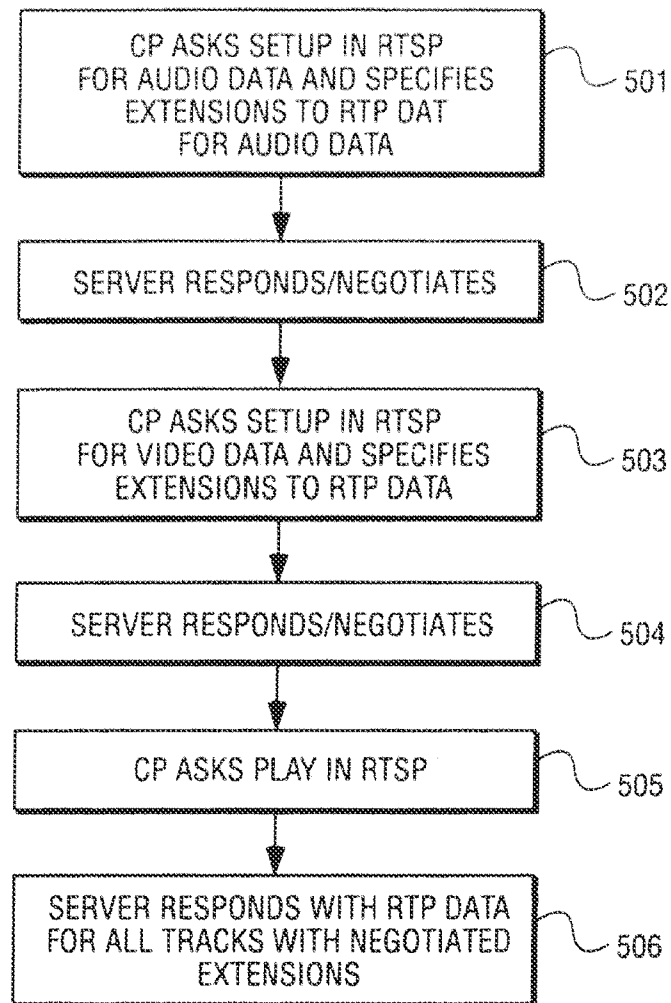 CP ASKS SETUP IN RTSP
FOR AUDIO DATA AND SPECIFIES
EXTENSIONS TO RTP DAT
FOR AUDIO DATA
501
SERVER RESPONDS/NEGOTIATES
502
CP ASKS SETUP IN RTSP
FOR VIDEO DATA AND SPECIFIES
EXTENSIONS TO RTP DATA
503
SERVER RESPONDS/NEGOTIATES
504
CP ASKS PLAY IN RTSP
505
SERVER RESPONDS WITH RTP DATA
FOR ALL TRACKS WITH NEGOTIATED
EXTENSIONS
506